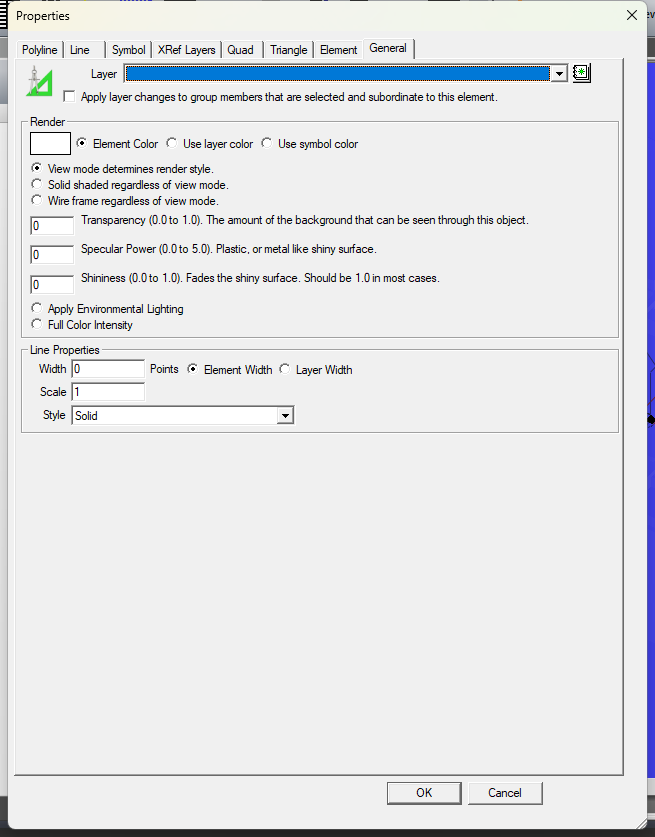 Properties
Polyline Line Symbol XRef Layers Quad Triangle Element General
Layer
Apply layer changes to group members that are selected and subordinate to this element.
Render
Element Color Use layer color Use symbol color
View mode determines render style.
Solid shaded regardless of view mode.
Wire frame regardless of view mode.
0 Transparency (0.0 to 1.0). The amount of the background that can be seen through this object.
0 Specular Power (0.0 to 5.0). Plastic, or metal like shiny surface.
0 Shininess (0.0 to 1.0). Fades the shiny surface. Should be 1.0 in most cases.
Apply Environmental Lighting
Full Color Intensity
Line Properties
Width 0 Points Element Width Layer Width
Scale 1
Style Solid
OK Cancel